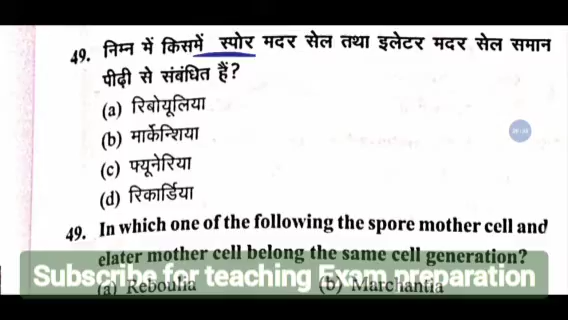 49. निम्न में किसमें स्पोर मदर सेल तथा इलेटर मदर सेल समान
पीढ़ी से संबंधित हैं?
(a) रिबोयूलिया
(b) मार्केन्शिया
(c) फ्यूनेरिया
(d) रिकार्डिया
49. In which one of the following the spore mother cell and
elater mother cell belong the same cell generation?
Subscribe for teaching Exam preparation
(a) Reboulia (b) Marchantia